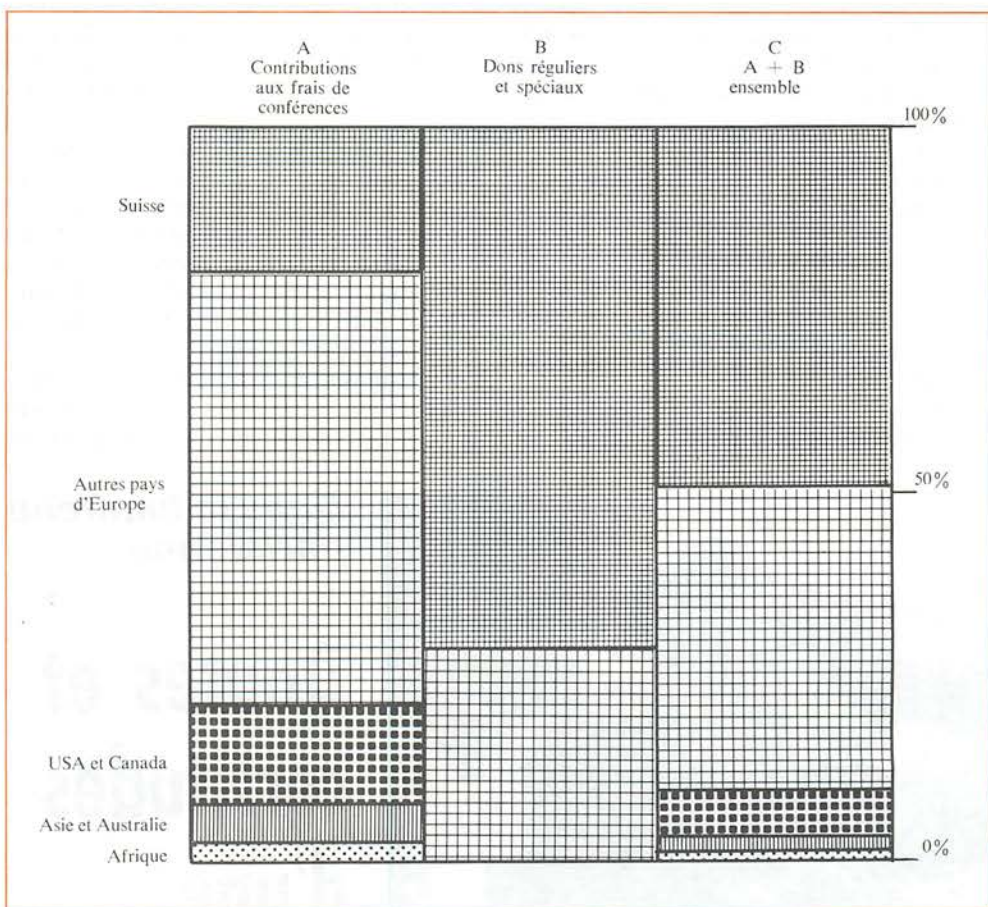 A
Contributions
aux frais de
conférences
B
Dons réguliers
et spéciaux
C
A + B
ensemble
100%
Suisse
Autres pays
d'Europe
50%
USA et Canada
Asie et Australie
Afrique
0%